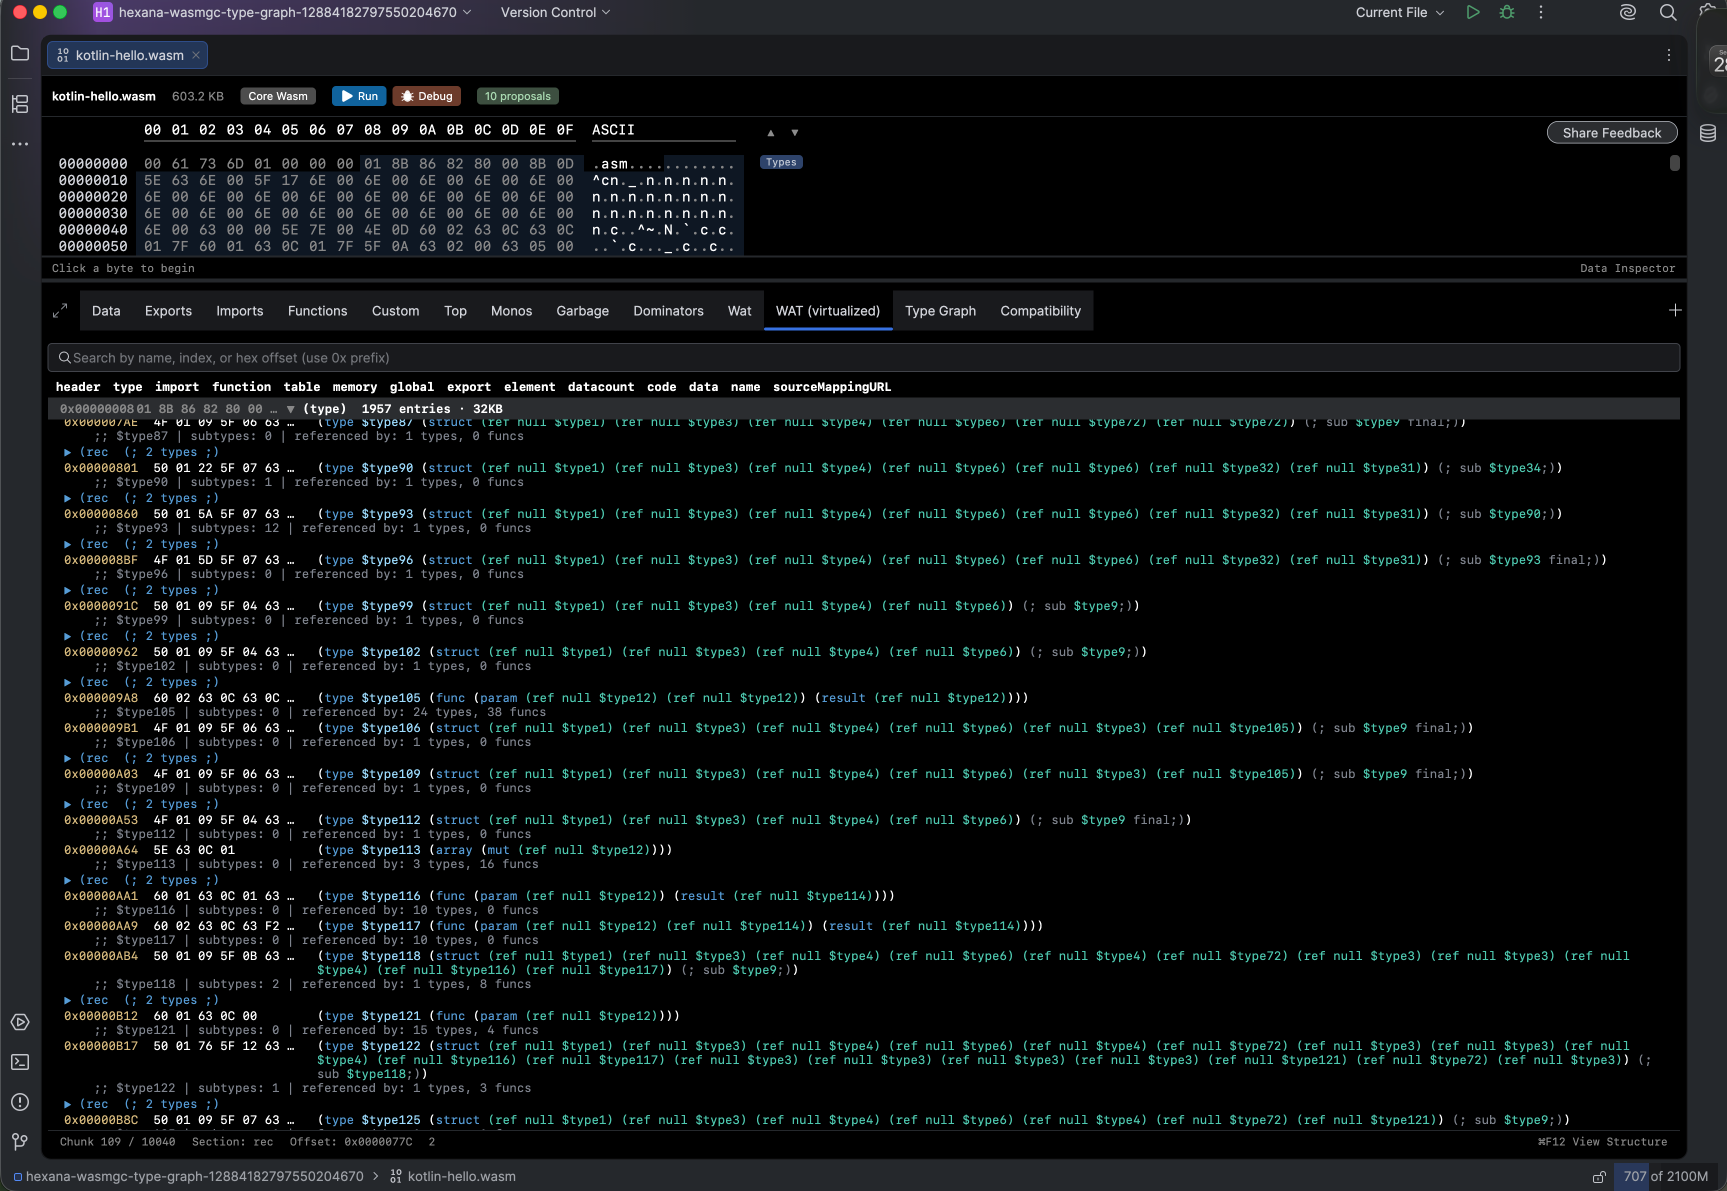 H1 hexana-wasmgc-type-graph-12884182797550204670 Version Control Current File
kotlin-hello.wasm
kotlin-hello.wasm 603.2 KB Core Wasm Run Debug 10 proposals
00 01 02 03 04 05 06 07 08 09 0A 0B 0C 0D 0E 0F ASCII
Share Feedback
00000000 00 61 73 6D 01 00 00 00 01 8B 86 82 80 00 8B 0D .asm............ Types
00000010 5E 63 6E 00 5F 17 6E 00 6E 00 6E 00 6E 00 6E 00 ^cn._.n.n.n.n.n.
00000020 6E 00 6E 00 6E 00 6E 00 6E 00 6E 00 6E 00 6E 00 n.n.n.n.n.n.n.n.
00000030 6E 00 6E 00 6E 00 6E 00 6E 00 6E 00 6E 00 6E 00 n.n.n.n.n.n.n.n.
00000040 6E 00 63 00 00 5E 7E 00 4E 0D 60 02 63 0C 63 0C n.c..^~.N.`.c.c.
00000050 01 7F 60 01 63 0C 01 7F 5F 0A 63 02 00 63 05 00 ..`.c..._.c..c..
Click a byte to begin Data Inspector
Data Exports Imports Functions Custom Top Monos Garbage Dominators Wat WAT (virtualized) Type Graph Compatibility
Search by name, index, or hex offset (use 0x prefix)
header type import function table memory global export element datacount code data name sourceMappingURL
0x00000008 01 8B 86 82 80 00 … ▼ (type) 1957 entries · 32KB
0x000007AE 4F 01 09 5F 06 63 … (type $type87 (struct (ref null $type1) (ref null $type3) (ref null $type4) (ref null $type6) (ref null $type72) (ref null $type72)) (; sub $type9 final;))
;; $type87 | subtypes: 0 | referenced by: 1 types, 0 funcs
▶ (rec (; 2 types ;)
0x00000801 50 01 22 5F 07 63 … (type $type90 (struct (ref null $type1) (ref null $type3) (ref null $type4) (ref null $type6) (ref null $type6) (ref null $type32) (ref null $type31)) (; sub $type34;))
;; $type90 | subtypes: 1 | referenced by: 1 types, 0 funcs
▶ (rec (; 2 types ;)
0x00000860 50 01 5A 5F 07 63 … (type $type93 (struct (ref null $type1) (ref null $type3) (ref null $type4) (ref null $type6) (ref null $type6) (ref null $type32) (ref null $type31)) (; sub $type90;))
;; $type93 | subtypes: 12 | referenced by: 1 types, 0 funcs
▶ (rec (; 2 types ;)
0x000008BF 4F 01 5D 5F 07 63 … (type $type96 (struct (ref null $type1) (ref null $type3) (ref null $type4) (ref null $type6) (ref null $type6) (ref null $type32) (ref null $type31)) (; sub $type93 final;))
;; $type96 | subtypes: 0 | referenced by: 1 types, 0 funcs
▶ (rec (; 2 types ;)
0x0000091C 50 01 09 5F 04 63 … (type $type99 (struct (ref null $type1) (ref null $type3) (ref null $type4) (ref null $type6)) (; sub $type9;))
;; $type99 | subtypes: 0 | referenced by: 1 types, 0 funcs
▶ (rec (; 2 types ;)
0x00000962 50 01 09 5F 04 63 … (type $type102 (struct (ref null $type1) (ref null $type3) (ref null $type4) (ref null $type6)) (; sub $type9;))
;; $type102 | subtypes: 0 | referenced by: 1 types, 0 funcs
▶ (rec (; 2 types ;)
0x000009A8 60 02 63 0C 63 0C … (type $type105 (func (param (ref null $type12) (ref null $type12)) (result (ref null $type12))))
;; $type105 | subtypes: 0 | referenced by: 24 types, 38 funcs
0x000009B1 4F 01 09 5F 06 63 … (type $type106 (struct (ref null $type1) (ref null $type3) (ref null $type4) (ref null $type6) (ref null $type3) (ref null $type105)) (; sub $type9 final;))
;; $type106 | subtypes: 0 | referenced by: 1 types, 0 funcs
▶ (rec (; 2 types ;)
0x00000A03 4F 01 09 5F 06 63 … (type $type109 (struct (ref null $type1) (ref null $type3) (ref null $type4) (ref null $type6) (ref null $type3) (ref null $type105)) (; sub $type9 final;))
;; $type109 | subtypes: 0 | referenced by: 1 types, 0 funcs
▶ (rec (; 2 types ;)
0x00000A53 4F 01 09 5F 04 63 … (type $type112 (struct (ref null $type1) (ref null $type3) (ref null $type4) (ref null $type6)) (; sub $type9 final;))
;; $type112 | subtypes: 0 | referenced by: 1 types, 0 funcs
0x00000A64 5E 63 0C 01 (type $type113 (array (mut (ref null $type12))))
;; $type113 | subtypes: 0 | referenced by: 3 types, 16 funcs
▶ (rec (; 2 types ;)
0x00000AA1 60 01 63 0C 01 63 … (type $type116 (func (param (ref null $type12)) (result (ref null $type114))))
;; $type116 | subtypes: 0 | referenced by: 10 types, 0 funcs
0x00000AA9 60 02 63 0C 63 F2 … (type $type117 (func (param (ref null $type12) (ref null $type114)) (result (ref null $type114))))
;; $type117 | subtypes: 0 | referenced by: 10 types, 0 funcs
0x00000AB4 50 01 09 5F 0B 63 … (type $type118 (struct (ref null $type1) (ref null $type3) (ref null $type4) (ref null $type6) (ref null $type4) (ref null $type72) (ref null $type3) (ref null $type3) (ref null
$type4) (ref null $type116) (ref null $type117)) (; sub $type9;))
;; $type118 | subtypes: 2 | referenced by: 1 types, 8 funcs
▶ (rec (; 2 types ;)
0x00000B12 60 01 63 0C 00 (type $type121 (func (param (ref null $type12))))
;; $type121 | subtypes: 0 | referenced by: 15 types, 4 funcs
0x00000B17 50 01 76 5F 12 63 … (type $type122 (struct (ref null $type1) (ref null $type3) (ref null $type4) (ref null $type6) (ref null $type4) (ref null $type72) (ref null $type3) (ref null $type3) (ref null
$type4) (ref null $type116) (ref null $type117) (ref null $type3) (ref null $type3) (ref null $type3) (ref null $type3) (ref null $type121) (ref null $type72) (ref null $type3)) (;
sub $type118;))
;; $type122 | subtypes: 1 | referenced by: 1 types, 3 funcs
▶ (rec (; 2 types ;)
0x00000B8C 50 01 09 5F 07 63 … (type $type125 (struct (ref null $type1) (ref null $type3) (ref null $type4) (ref null $type6) (ref null $type4) (ref null $type72) (ref null $type121)) (; sub $type9;))
Chunk 109 / 10040 Section: rec Offset: 0x0000077C 2 ⌘F12 View Structure
hexana-wasmgc-type-graph-12884182797550204670 > kotlin-hello.wasm 707 of 2100M